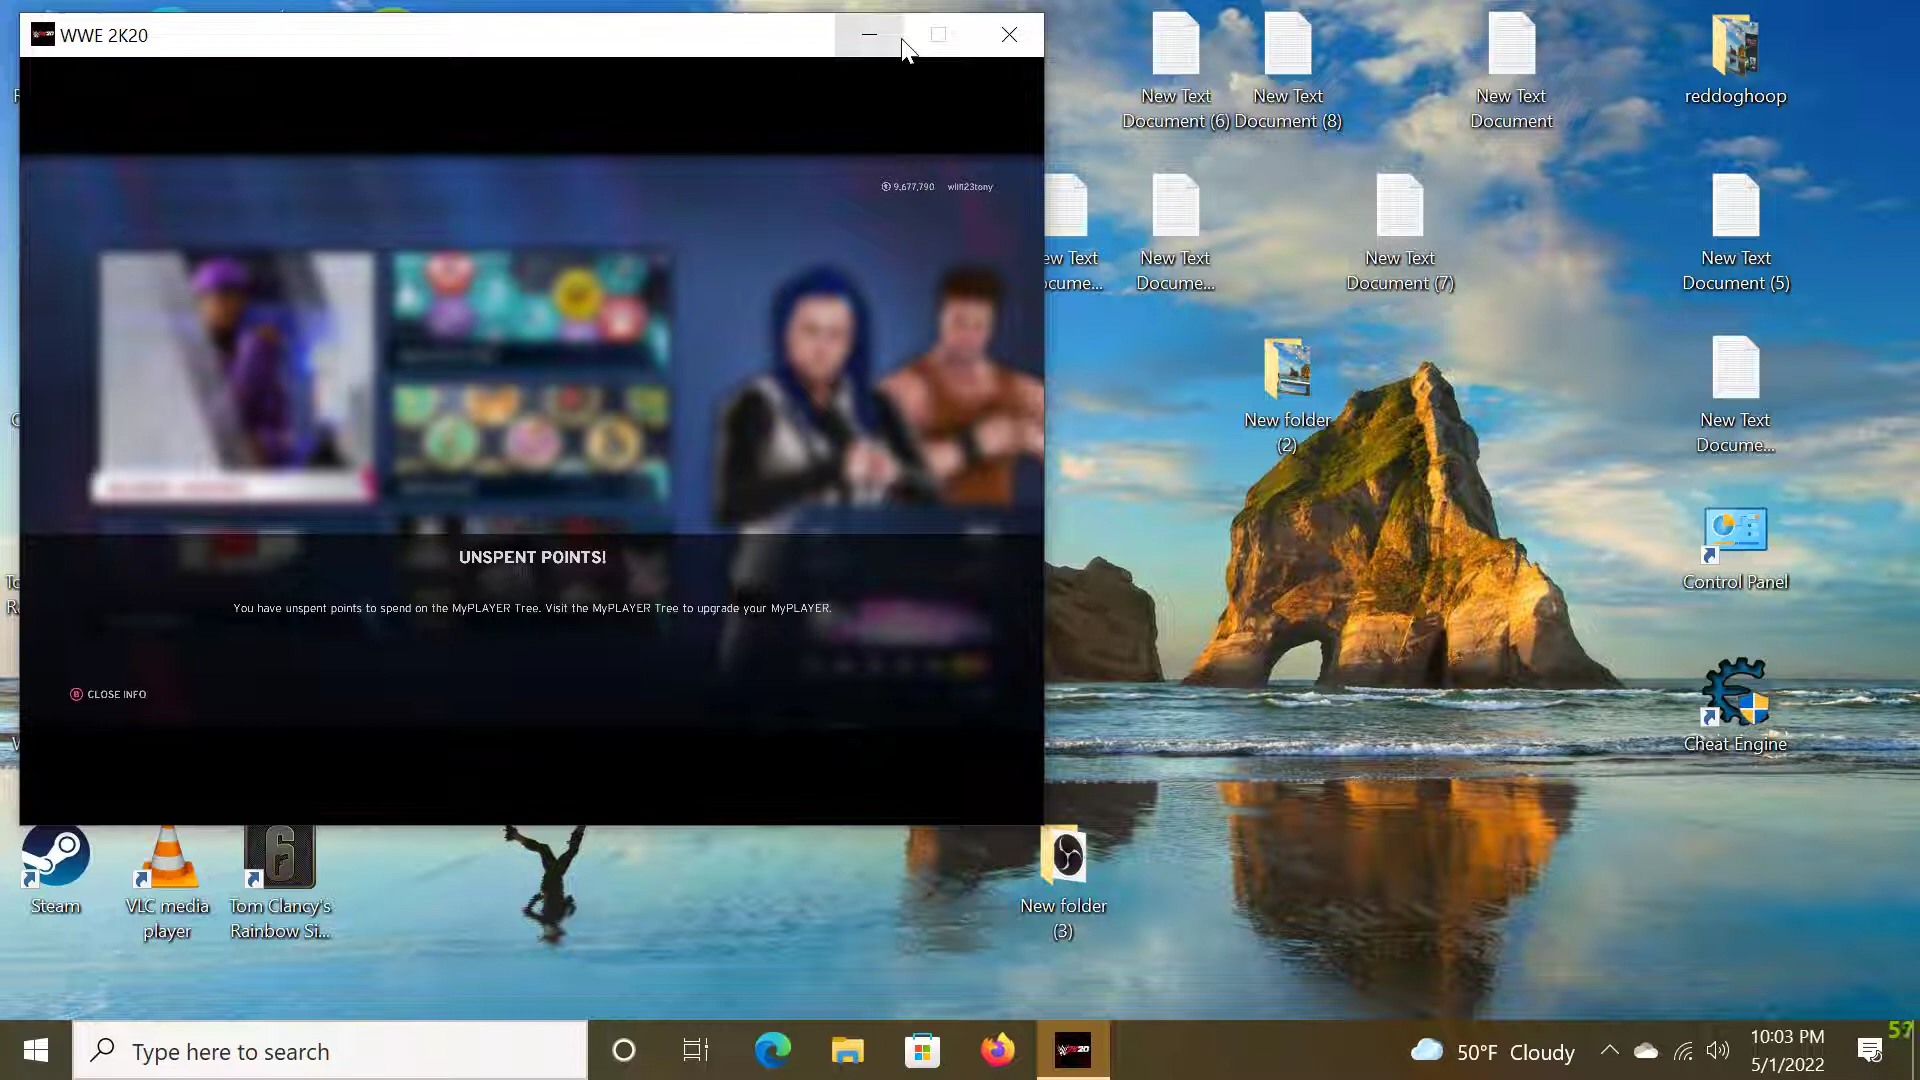 WWE 2K20
9,677,790 will123tony
UNSPENT POINTS!
You have unspent points to spend on the MyPLAYER Tree. Visit the MyPLAYER Tree to upgrade your MyPLAYER.
B CLOSE INFO
New Text
Document (6)
New Text
Document (8)
New Text
Document
reddoghoop
New Text
Docume...
New Text
Document (7)
New Text
Document (5)
New folder
(2)
New Text
Docume...
Control Panel
Cheat Engine
Steam
VLC media
player
Tom Clancy's
Rainbow Si...
New folder
(3)
Type here to search
50°F Cloudy
10:03 PM
5/1/2022